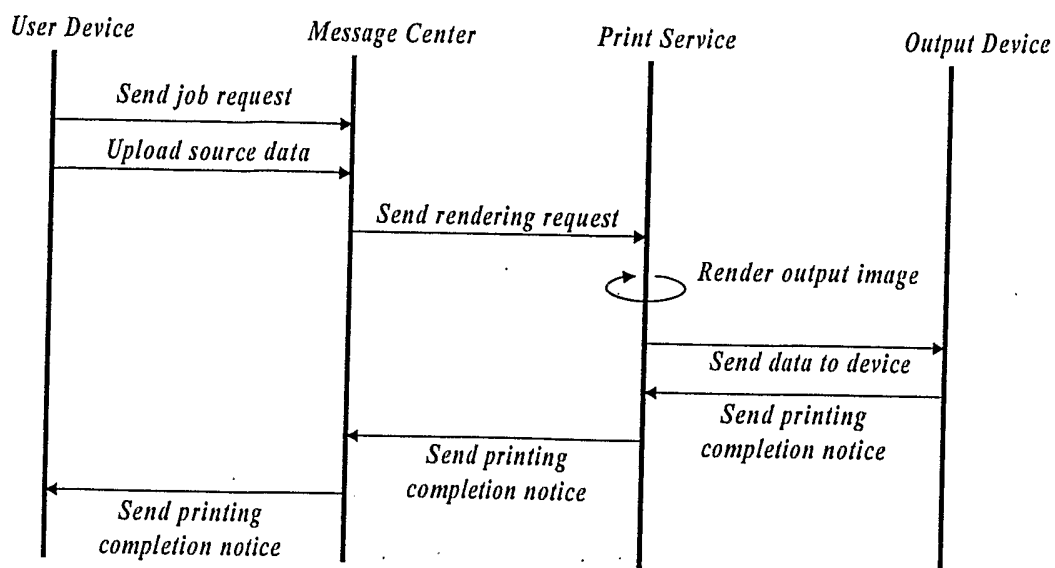 User Device
Message Center
Print Service
Output Device
Send job request
Upload source data
Send rendering request
Render output image
Send data to device
Send printing
completion notice
Send printing
completion notice
Send printing
completion notice